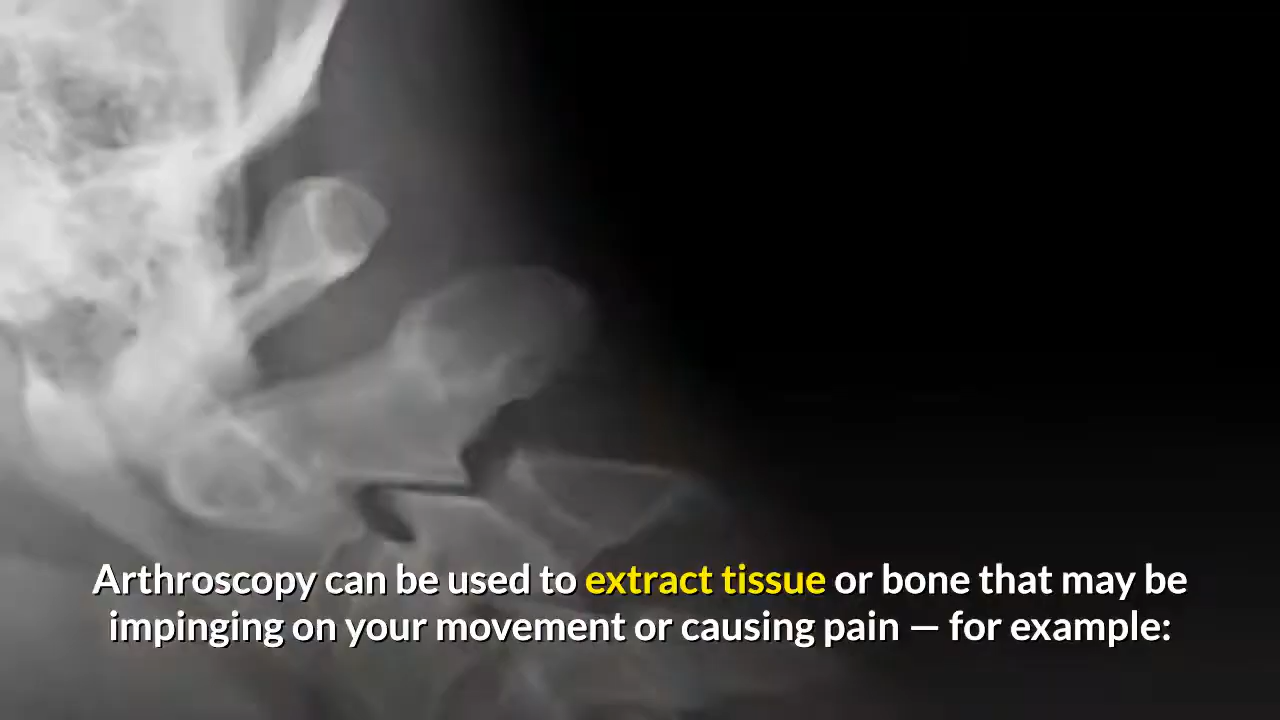 Arthroscopy can be used to extract tissue or bone that may be
impinging on your movement or causing pain — for example: